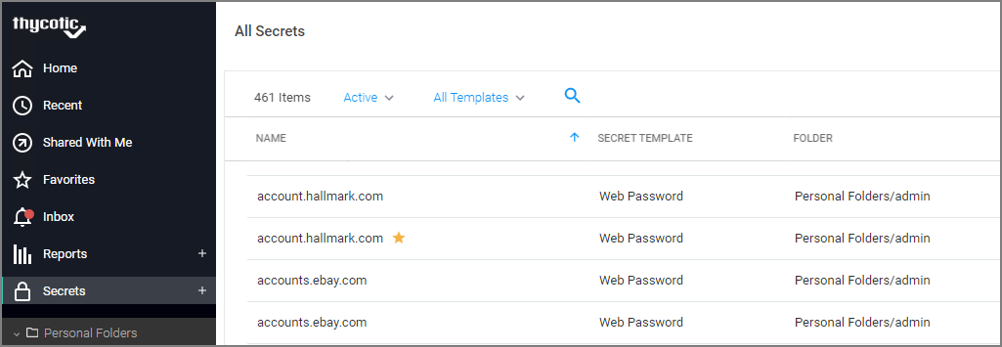 thycotic
Home
Recent
Shared With Me
Favorites
Inbox
Reports +
Secrets +
Personal Folders
All Secrets
461 Items Active All Templates
NAME SECRET TEMPLATE FOLDER
account.hallmark.com Web Password Personal Folders/admin
account.hallmark.com Web Password Personal Folders/admin
accounts.ebay.com Web Password Personal Folders/admin
accounts.ebay.com Web Password Personal Folders/admin